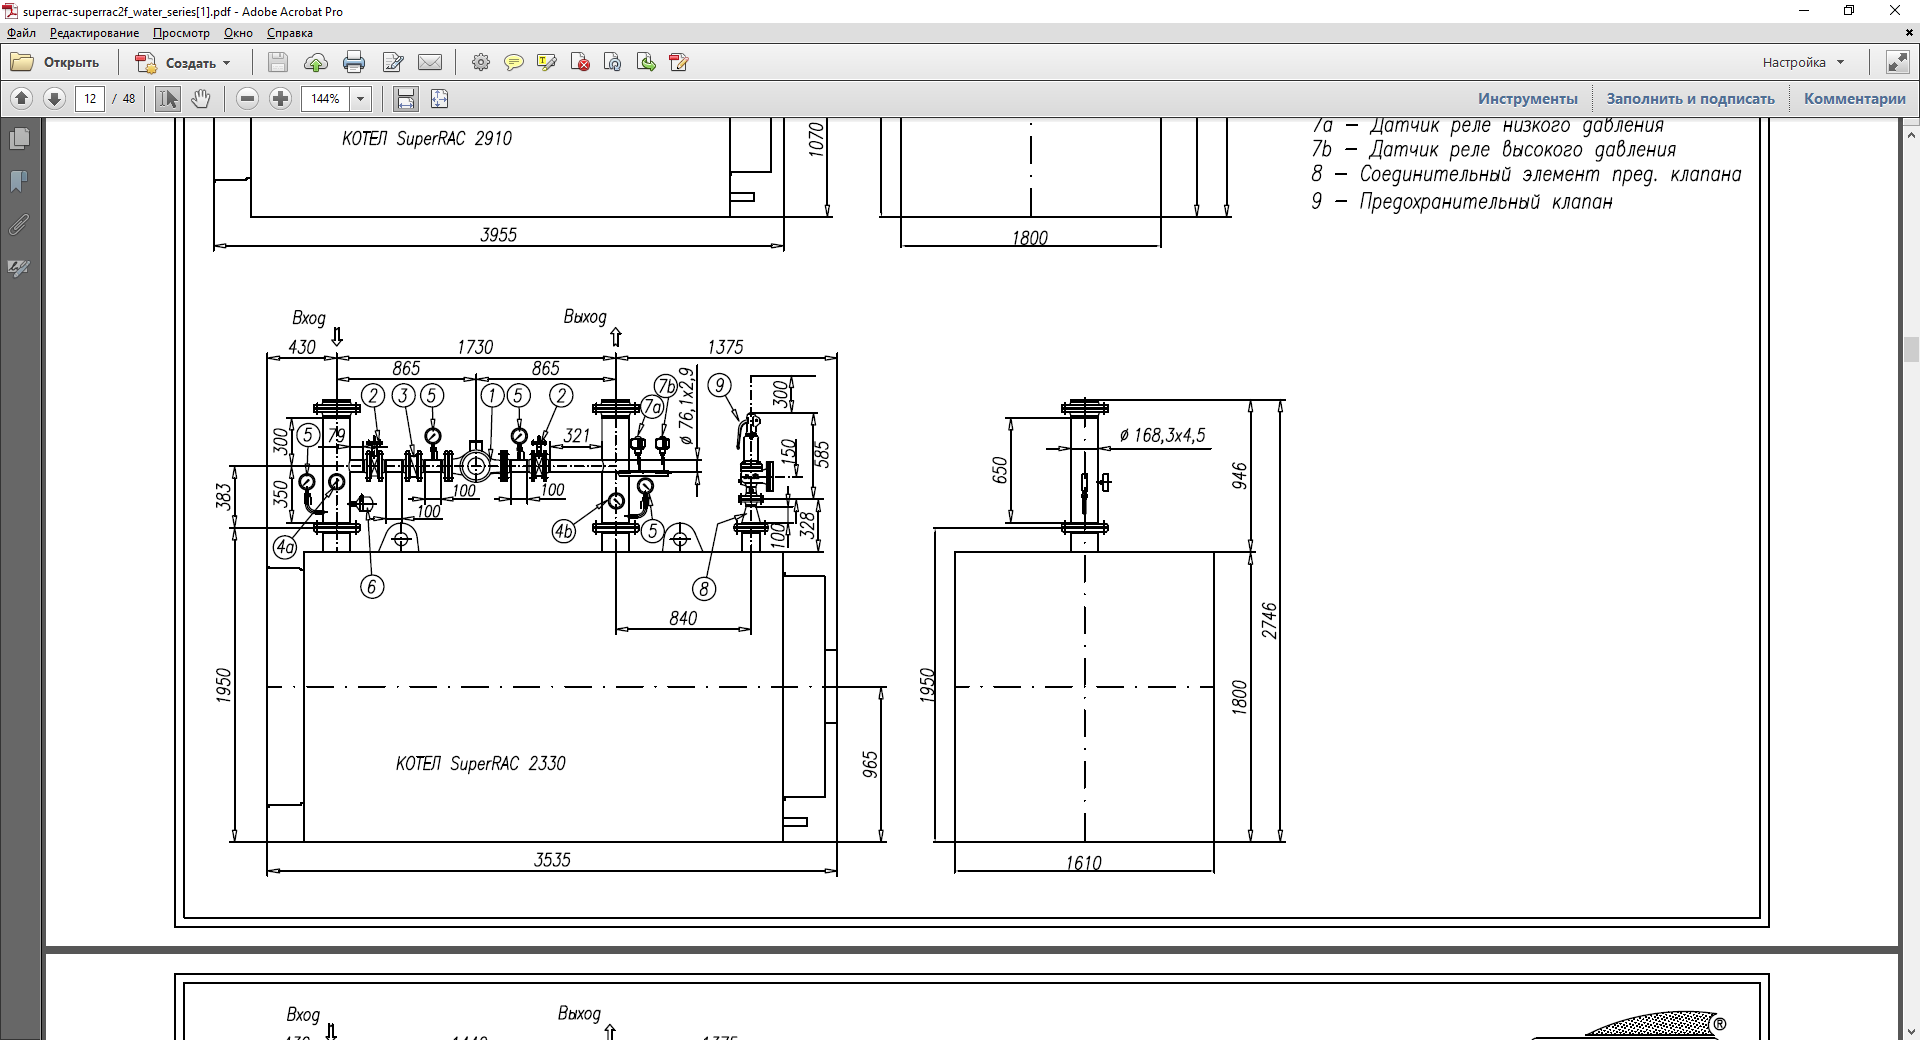 superrac-superrac2f_water_series[1].pdf - Adobe Acrobat Pro
Файл Редактирование Просмотр Окно Справка
Открыть Создать Настройка
12 / 48 144% Инструменты Заполнить и подписать Комментарии
КОТЕЛ SuperRAC 2910
1070
3955
1800
7a – Датчик реле низкого давления
7b – Датчик реле высокого давления
8 – Соединительный элемент пред. клапана
9 – Предохранительный клапан
Вход
Выход
430
1730
1375
865
865
2
3
5
1
5
2
7b
7a
9
ϕ 76,1x2,9
300
5
79
321
300
150
585
383
350
100
100
100
4b
5
100
328
4a
6
8
840
1950
965
КОТЕЛ SuperRAC 2330
3535
ϕ 168,3x4,5
650
946
2746
1950
1800
1610
Вход
Выход
430
1440
1375
®